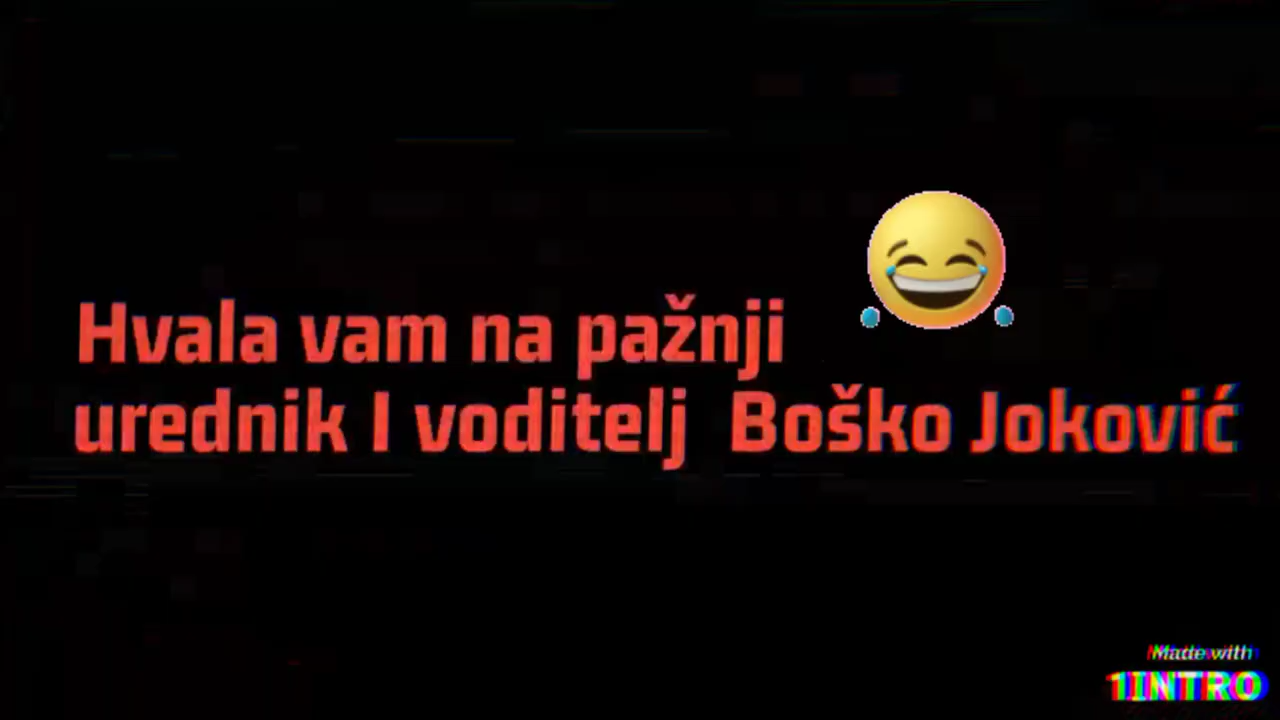 Hvala vam na pažnji
urednik I voditelj Boško Joković
Made with
1INTRO